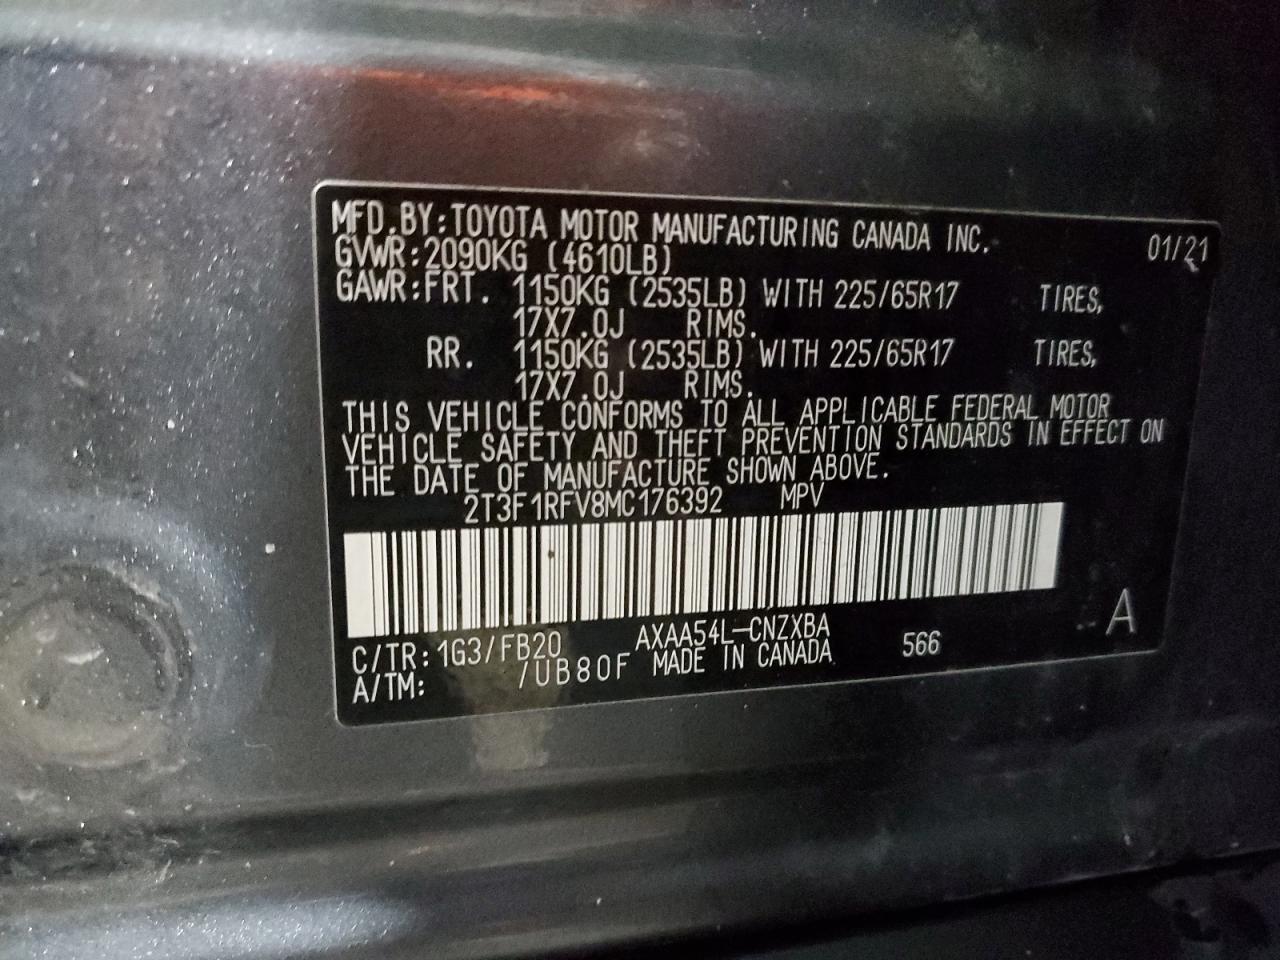 MFD.BY:TOYOTA MOTOR MANUFACTURING CANADA INC. 01/21
GVWR:2090KG (4610LB)
GAWR:FRT. 1150KG (2535LB) WITH 225/65R17 TIRES,
17X7.0J RIMS.
RR. 1150KG (2535LB) WITH 225/65R17 TIRES,
17X7.0J RIMS.
THIS VEHICLE CONFORMS TO ALL APPLICABLE FEDERAL MOTOR
VEHICLE SAFETY AND THEFT PREVENTION STANDARDS IN EFFECT ON
THE DATE OF MANUFACTURE SHOWN ABOVE.
2T3F1RFV8MC176392 MPV
C/TR:1G3/FB20 AXAA54L-CNZXBA 566 A
A/TM: /UB80F MADE IN CANADA